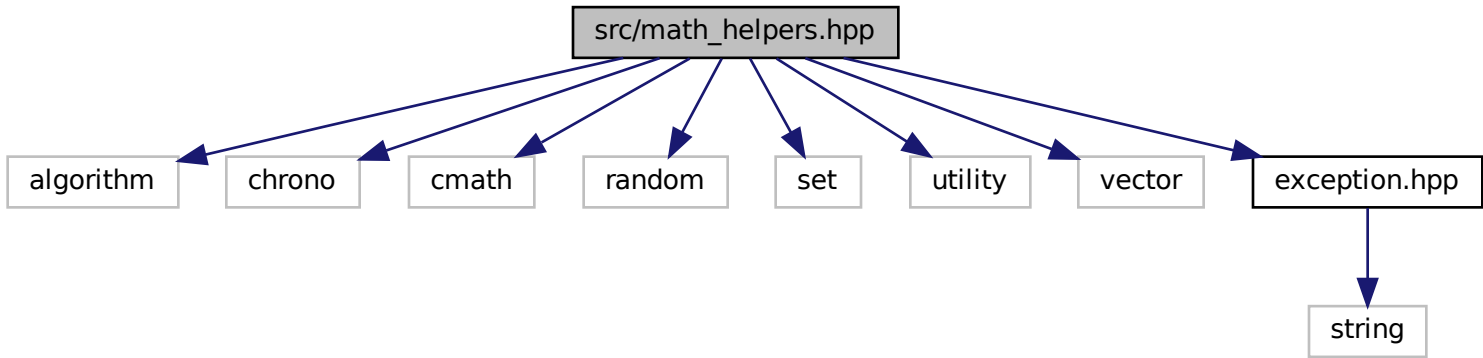 src/math_helpers.hpp
algorithm
chrono
cmath
random
set
utility
vector
exception.hpp
string